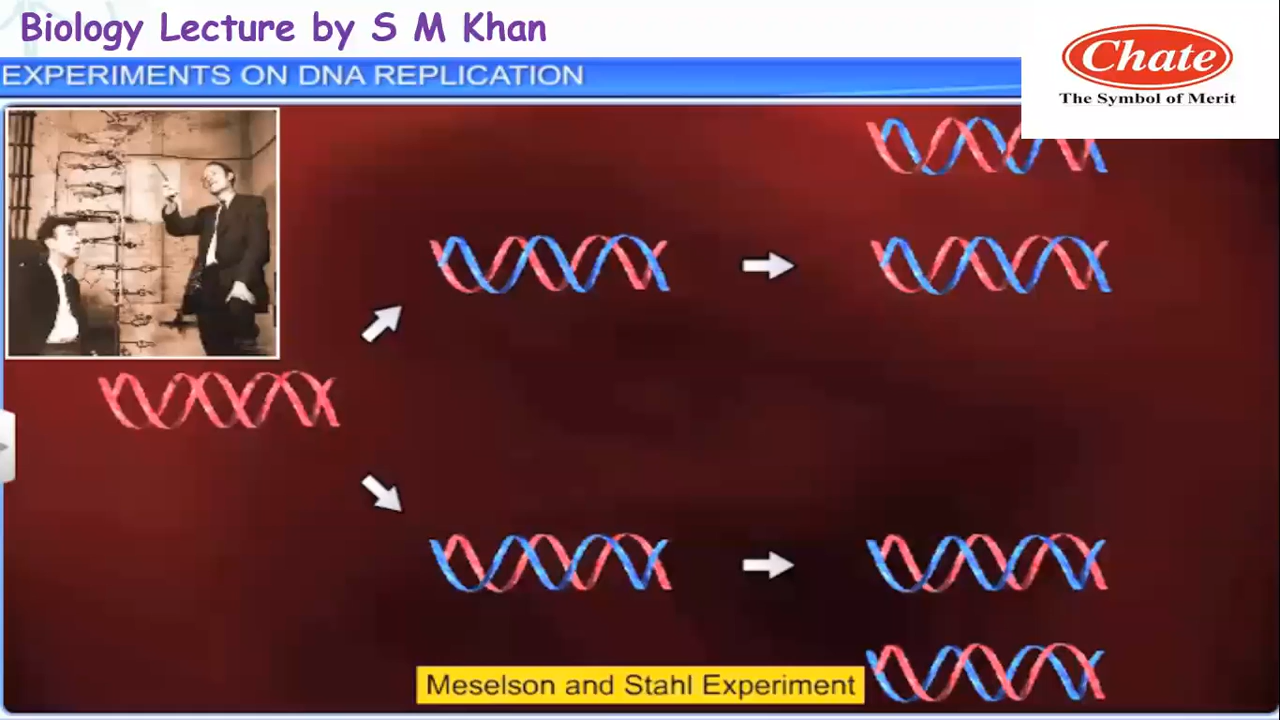 Biology Lecture by S M Khan
Chate
The Symbol of Merit
EXPERIMENTS ON DNA REPLICATION
Meselson and Stahl Experiment